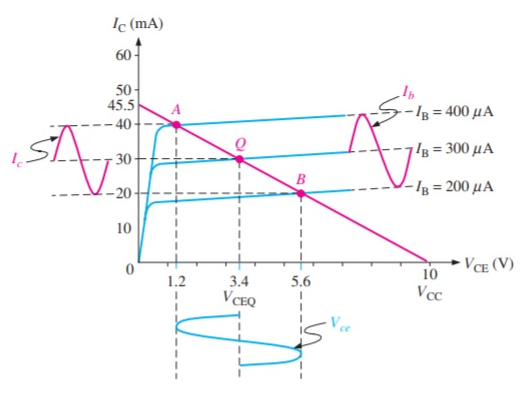 I_C (mA)
60
50
45.5
A
I_b
40
I_B = 400 μA
Q
I_c
30
I_B = 300 μA
B
20
I_B = 200 μA
10
0
V_CE (V)
1.2
3.4
5.6
10
V_CEQ
V_CC
V_ce